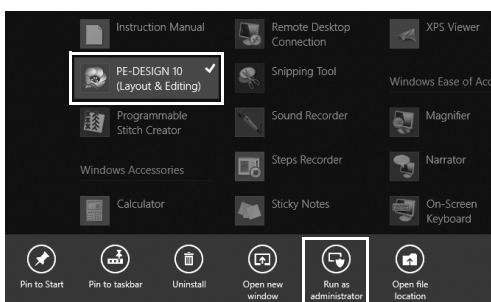 Instruction Manual
Remote Desktop
Connection
XPS Viewer
PE-DESIGN 10
(Layout & Editing)
Snipping Tool
Windows Ease of Acc
Programmable
Stitch Creator
Sound Recorder
Magnifier
Windows Accessories
Steps Recorder
Narrator
Calculator
Sticky Notes
On-Screen
Keyboard
Pin to Start
Pin to taskbar
Uninstall
Open new
window
Run as
administrator
Open file
location